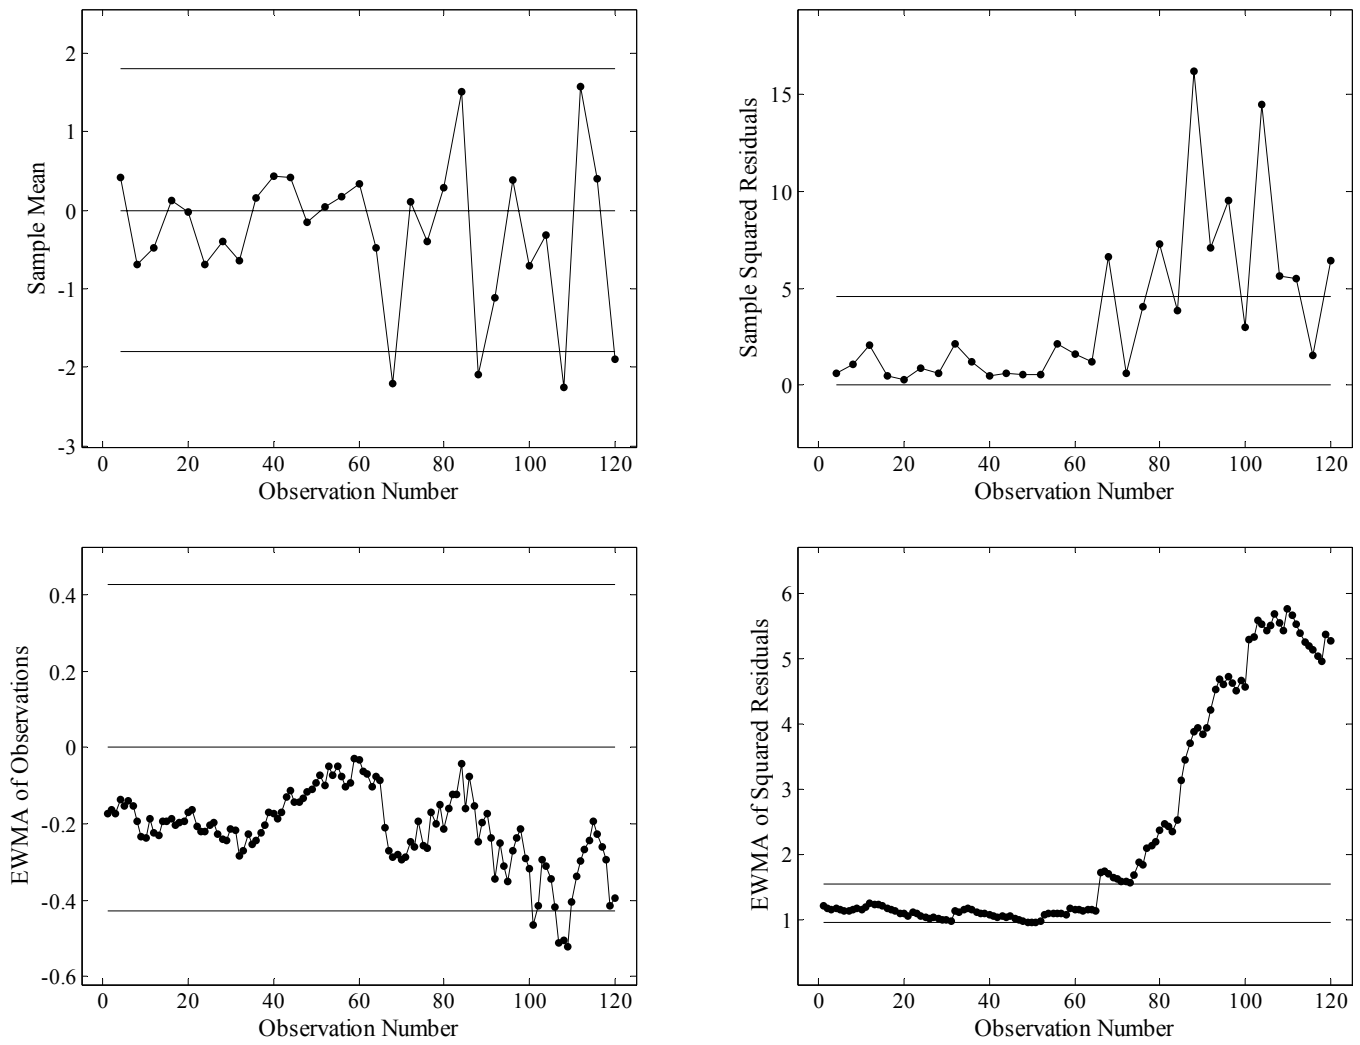 Sample Mean
2
1
0
-1
-2
-3
0 20 40 60 80 100 120
Observation Number
Sample Squared Residuals
15
10
5
0
0 20 40 60 80 100 120
Observation Number
EWMA of Observations
0.4
0.2
0
-0.2
-0.4
-0.6
0 20 40 60 80 100 120
Observation Number
EWMA of Squared Residuals
6
5
4
3
2
1
0 20 40 60 80 100 120
Observation Number